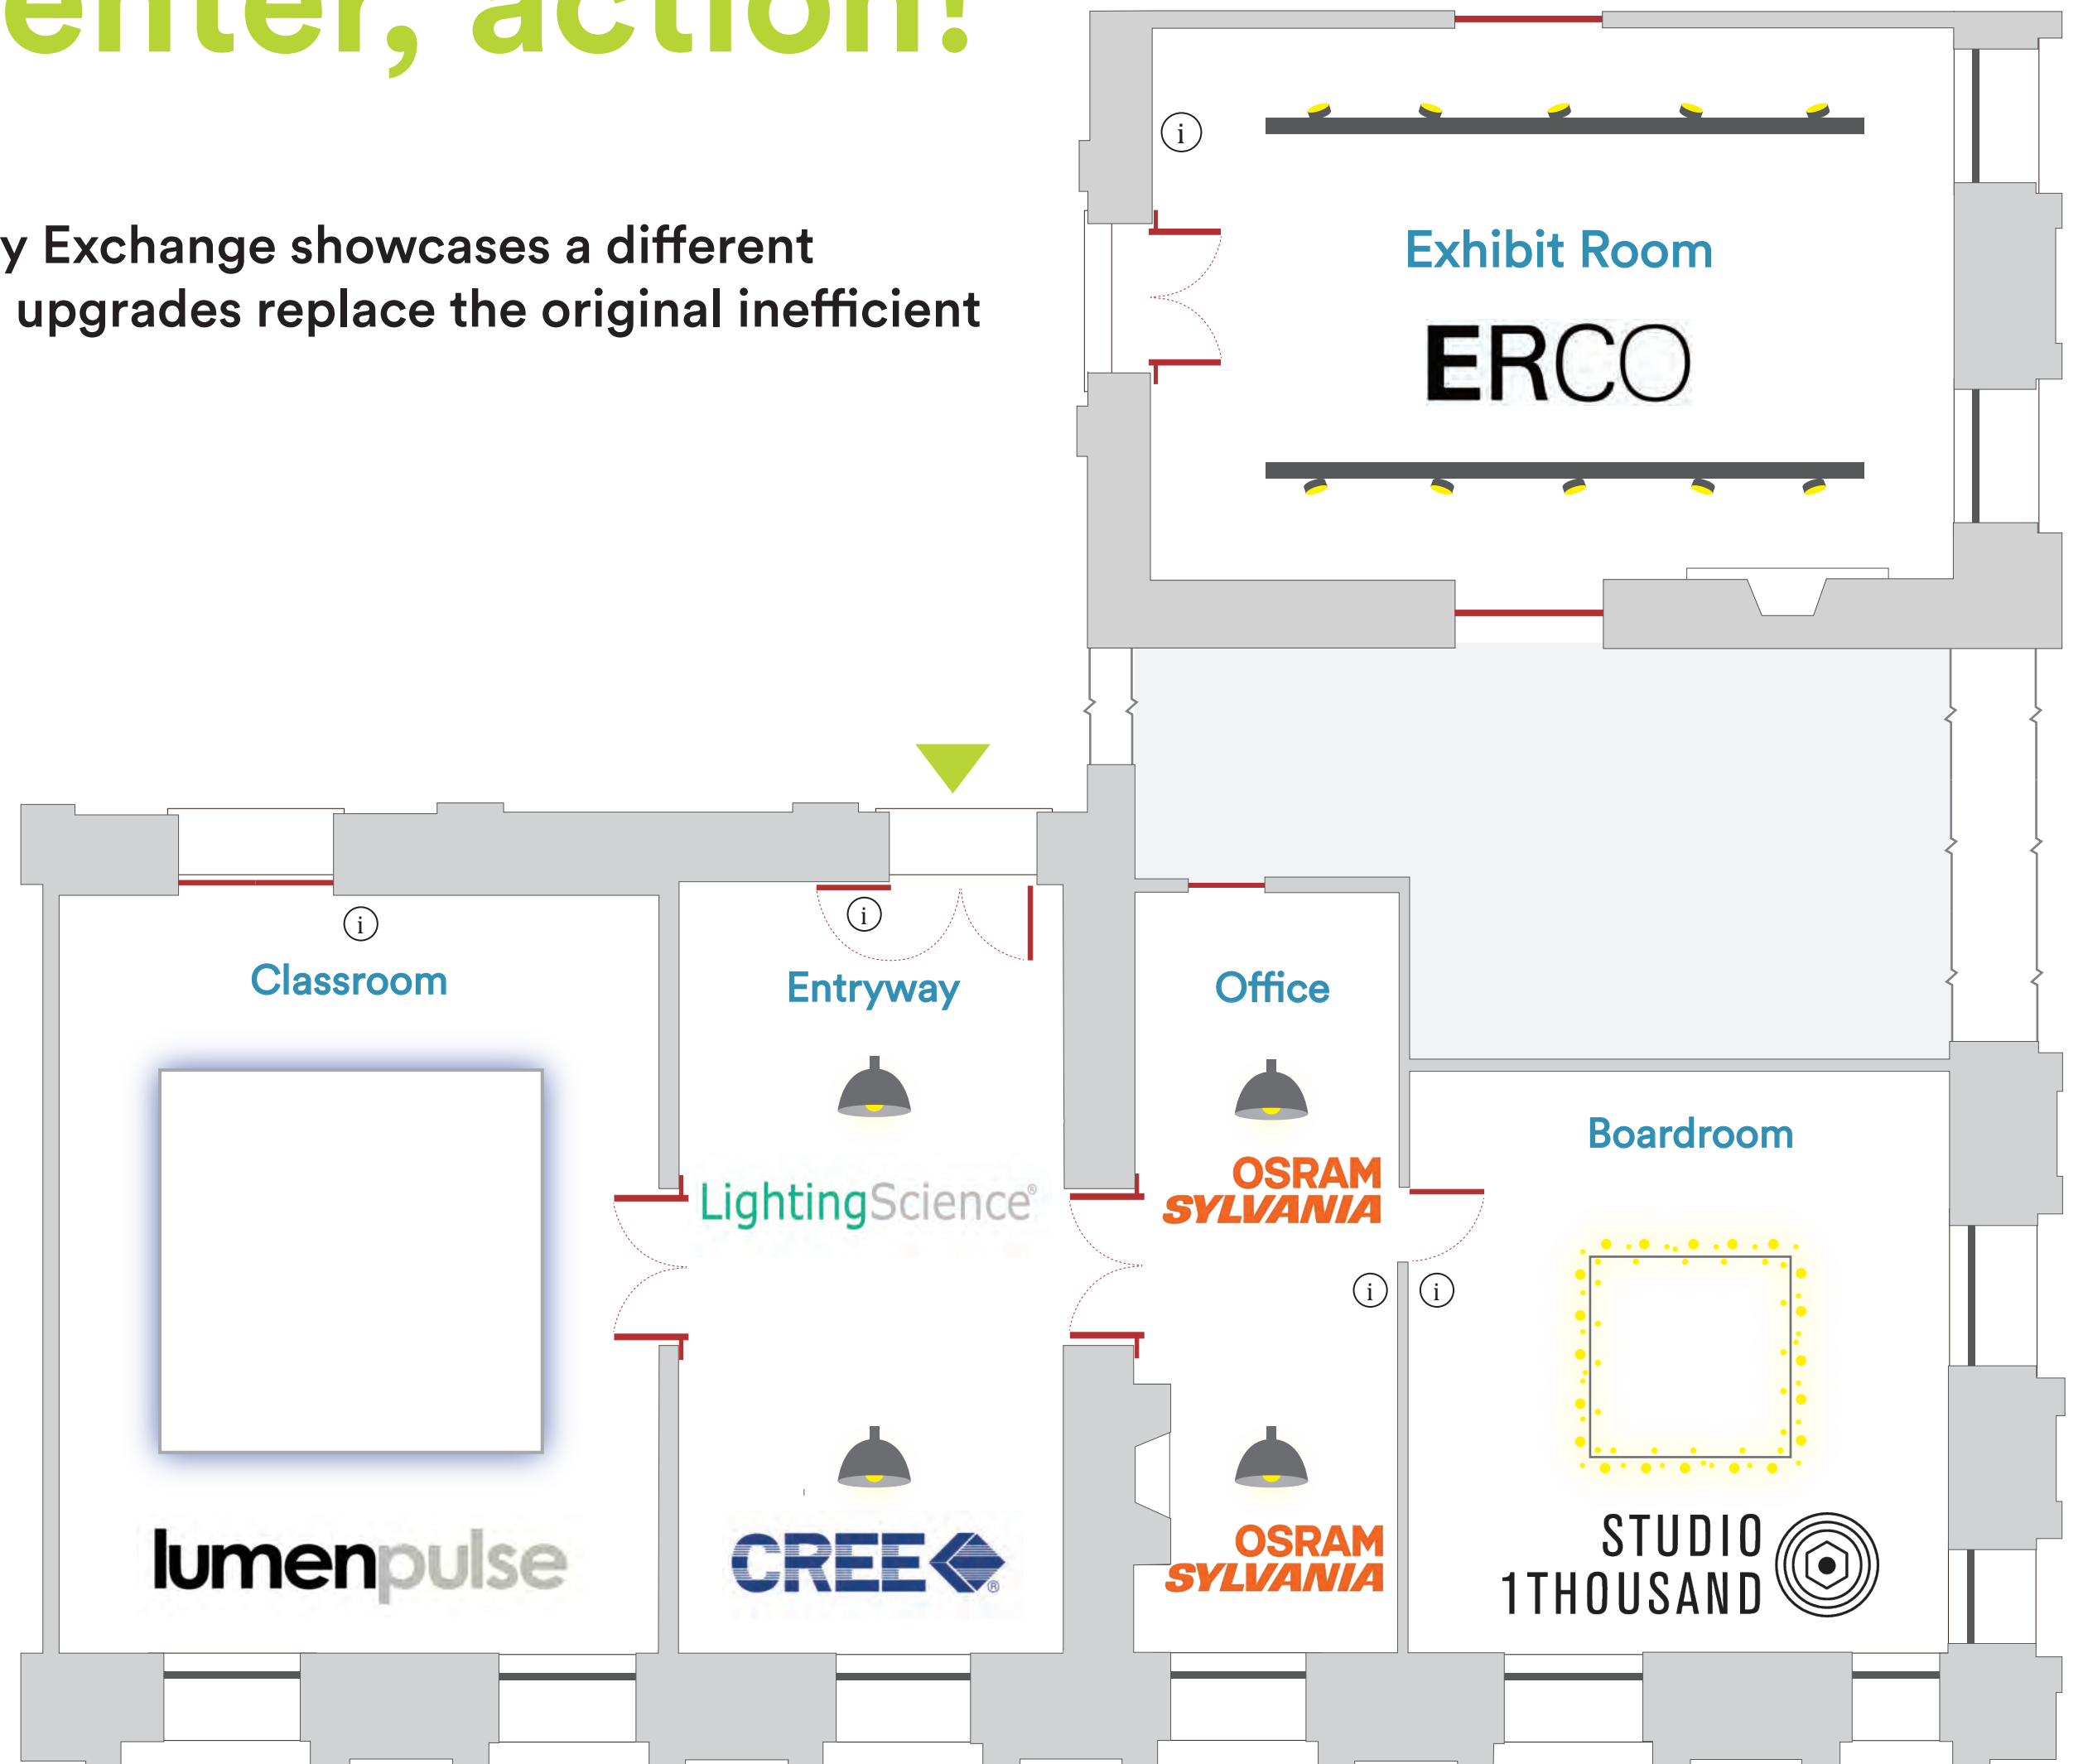 enter, action!
y Exchange showcases a different
upgrades replace the original inefficient
i
Exhibit Room
ERCO
i
Classroom
lumenpulse
i
Entryway
LightingScience®
CREE®
Office
OSRAM
SYLVANIA
i
OSRAM
SYLVANIA
i
Boardroom
STUDIO
1THOUSAND